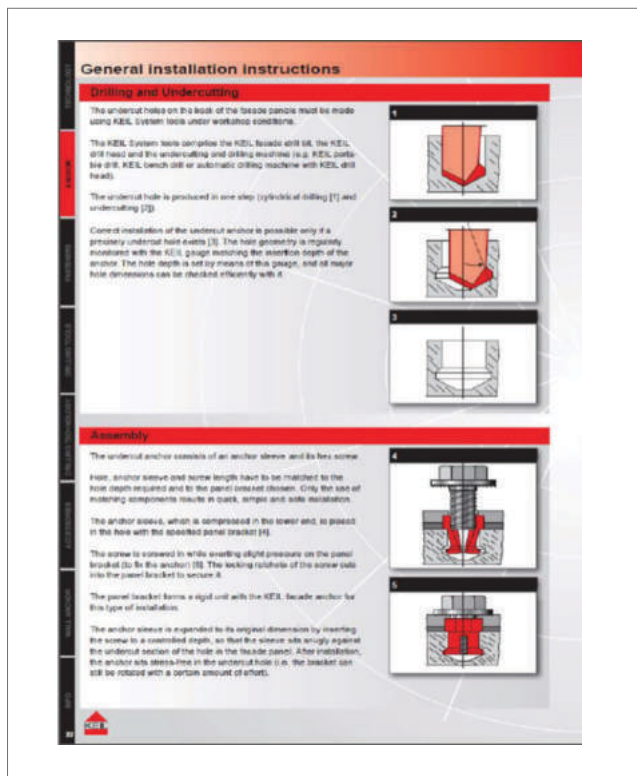 General installation instructions
Drilling and Undercutting
The undercut holes on the back of the facade panels must be made
using KEIL System tools under workshop conditions.
The KEIL System tools comprise the KEIL facade drill bit, the KEIL
drill head and the undercutting and drilling machine (e.g. KEIL porta-
ble drill, KEIL bench drill or automatic drilling machine with KEIL drill
head).
The undercut hole is produced in one step (cylindrical drilling [1] and
undercutting [2]).
Correct installation of the undercut anchor is possible only if a
precisely undercut hole exists [3]. The hole geometry is regularly
monitored with the KEIL gauge matching the insertion depth of the
anchor. The hole depth is set by means of this gauge, and all major
hole dimensions can be checked efficiently with it.
1
2
3
Assembly
The undercut anchor consists of an anchor sleeve and its hex screw.
Hole, anchor sleeve and screw length have to be matched to the
hole depth required and to the panel bracket chosen. Only the use of
matching components results in quick, simple and safe installation.
The anchor sleeve, which is compressed in the lower end, is placed
in the hole with the specified panel bracket [4].
The screw is screwed in while exerting slight pressure on the panel
bracket (to fix the anchor) [5]. The locking ratchets of the screw cuts
into the panel bracket to secure it.
The panel bracket forms a rigid unit with the KEIL facade anchor for
this type of installation.
The anchor sleeve is expanded to its original dimension by inserting
the screw to a controlled depth, so that the sleeve sits snugly against
the undercut section of the hole in the facade panel. After installation,
the anchor sits stress-free in the undercut hole (i.e. the bracket can
still be rotated with a certain amount of effort).
4
5
TECHNOLOGY
ANCHOR
FASTENERS
DRILLING TOOLS
DRILLING TECHNOLOGY
ACCESSORIES
WALL ANCHOR
INFO
KEIL